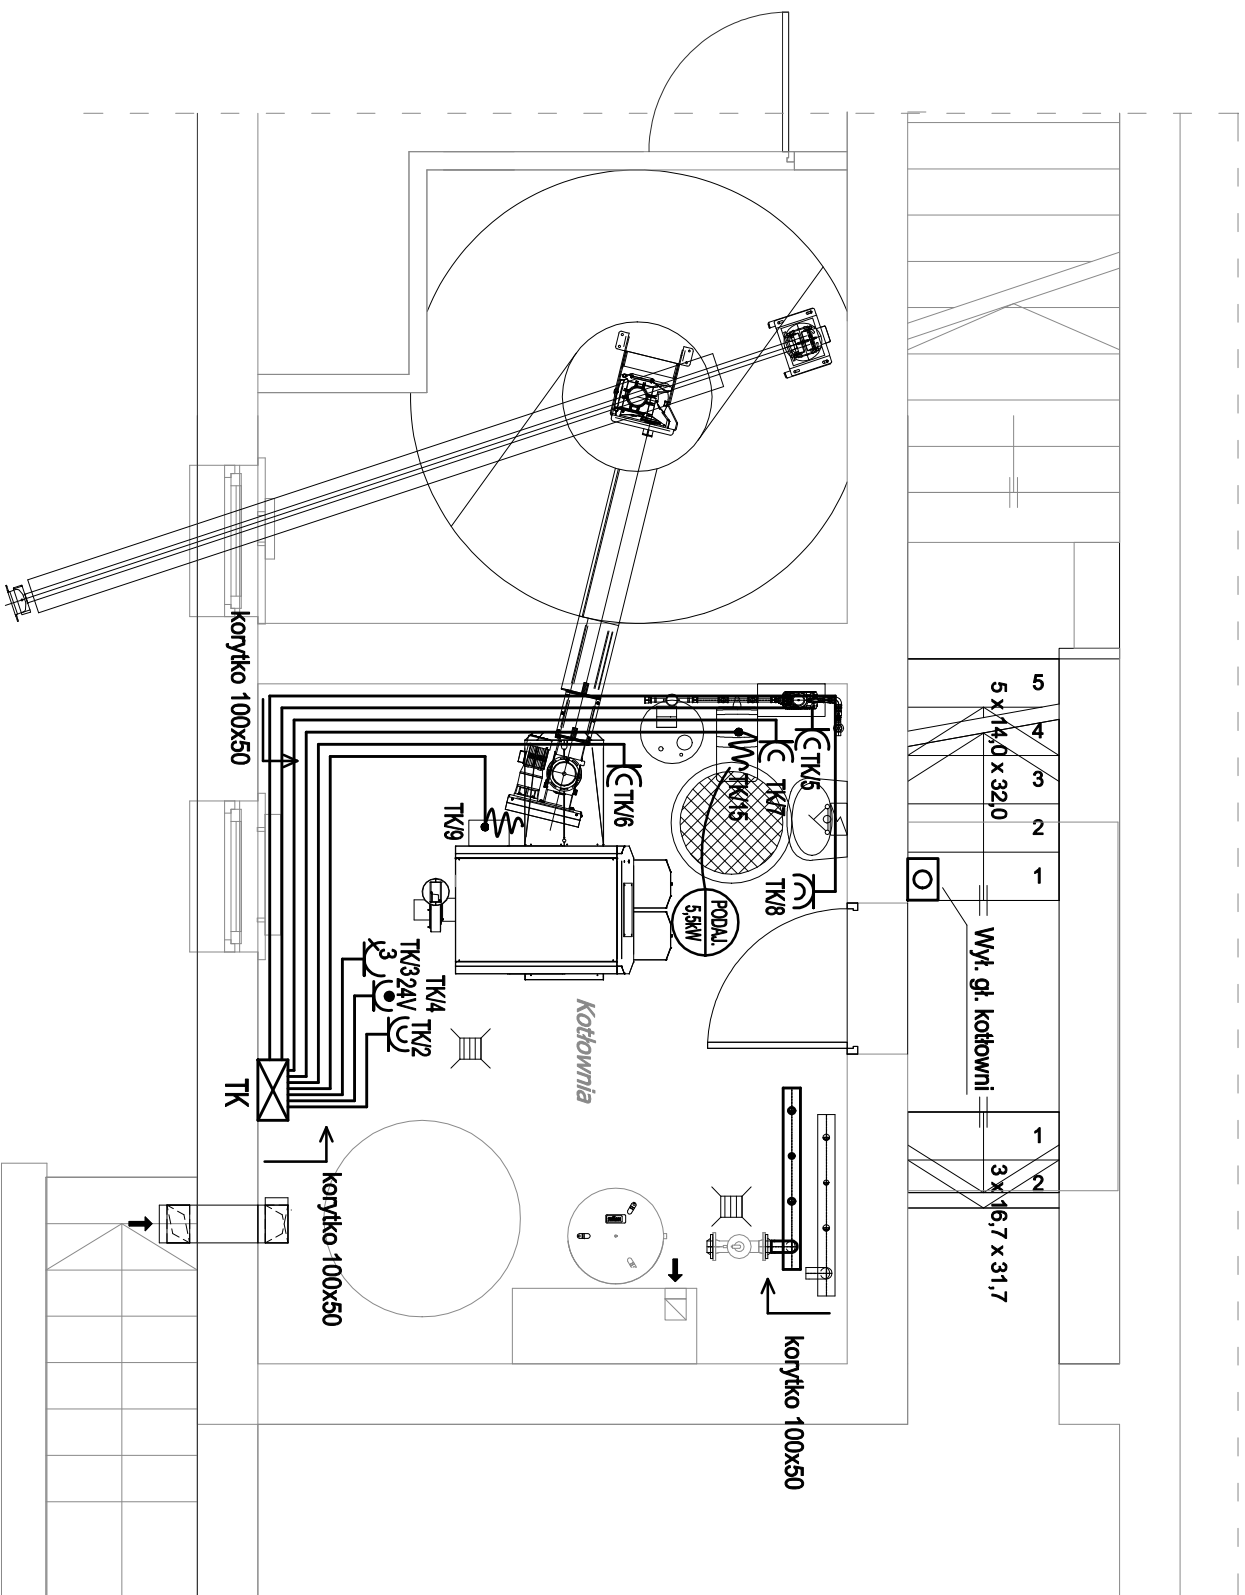 korytko 100x50
5
4
3
2
1
5 x 14,0 x 32,0
TK/5
TK/7
TK/15
TK/6
TK/9
TK/8
PODAJ.
5,5kW
Wył. gł. kotłowni
TK/3
3
24V
TK/4
TK/2
Kotłownia
TK
1
2
3 x 16,7 x 31,7
korytko 100x50
korytko 100x50